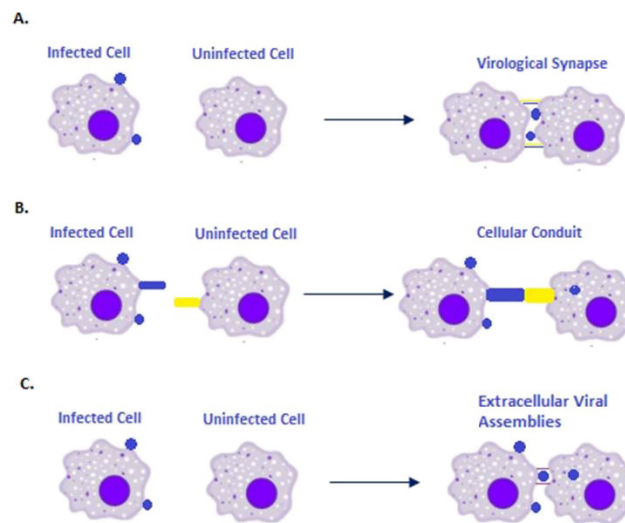 A.
Infected Cell Uninfected Cell
Virological Synapse
B.
Infected Cell Uninfected Cell Cellular Conduit
C.
Infected Cell Uninfected Cell
Extracellular Viral
Assemblies